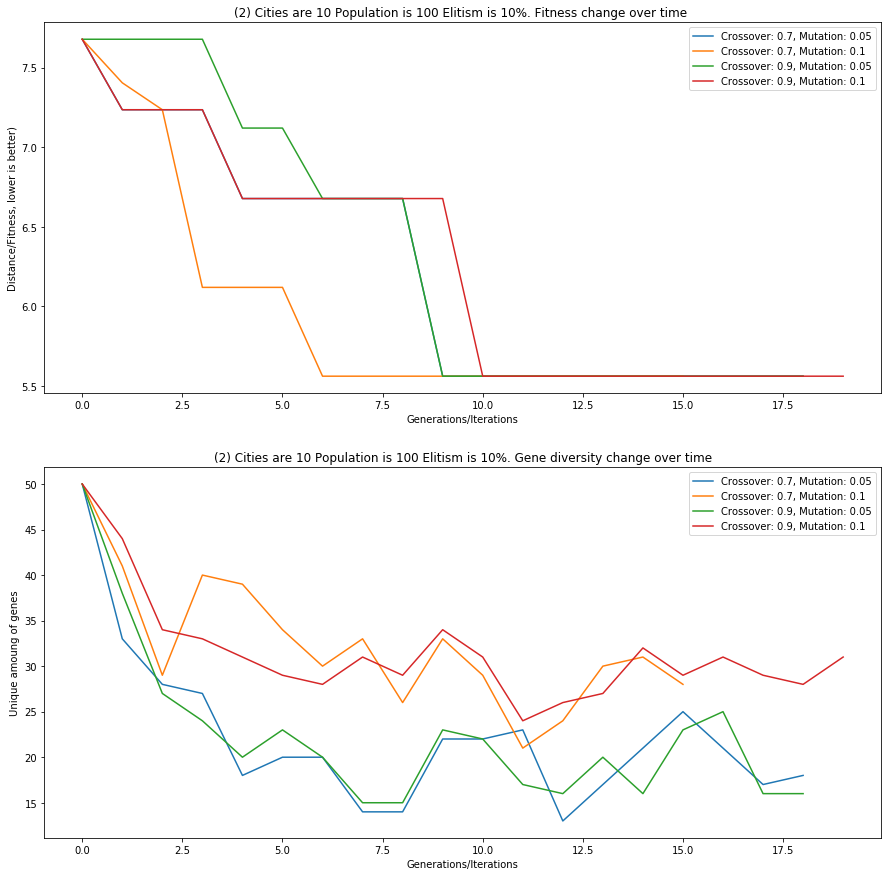 (2) Cities are 10 Population is 100 Elitism is 10%. Fitness change over time
Crossover: 0.7, Mutation: 0.05
Crossover: 0.7, Mutation: 0.1
Crossover: 0.9, Mutation: 0.05
Crossover: 0.9, Mutation: 0.1
Distance/Fitness, lower is better)
7.5
7.0
6.5
6.0
5.5
0.0 2.5 5.0 7.5 10.0 12.5 15.0 17.5
Generations/Iterations
(2) Cities are 10 Population is 100 Elitism is 10%. Gene diversity change over time
Crossover: 0.7, Mutation: 0.05
Crossover: 0.7, Mutation: 0.1
Crossover: 0.9, Mutation: 0.05
Crossover: 0.9, Mutation: 0.1
Unique amoung of genes
50
45
40
35
30
25
20
15
0.0 2.5 5.0 7.5 10.0 12.5 15.0 17.5
Generations/Iterations